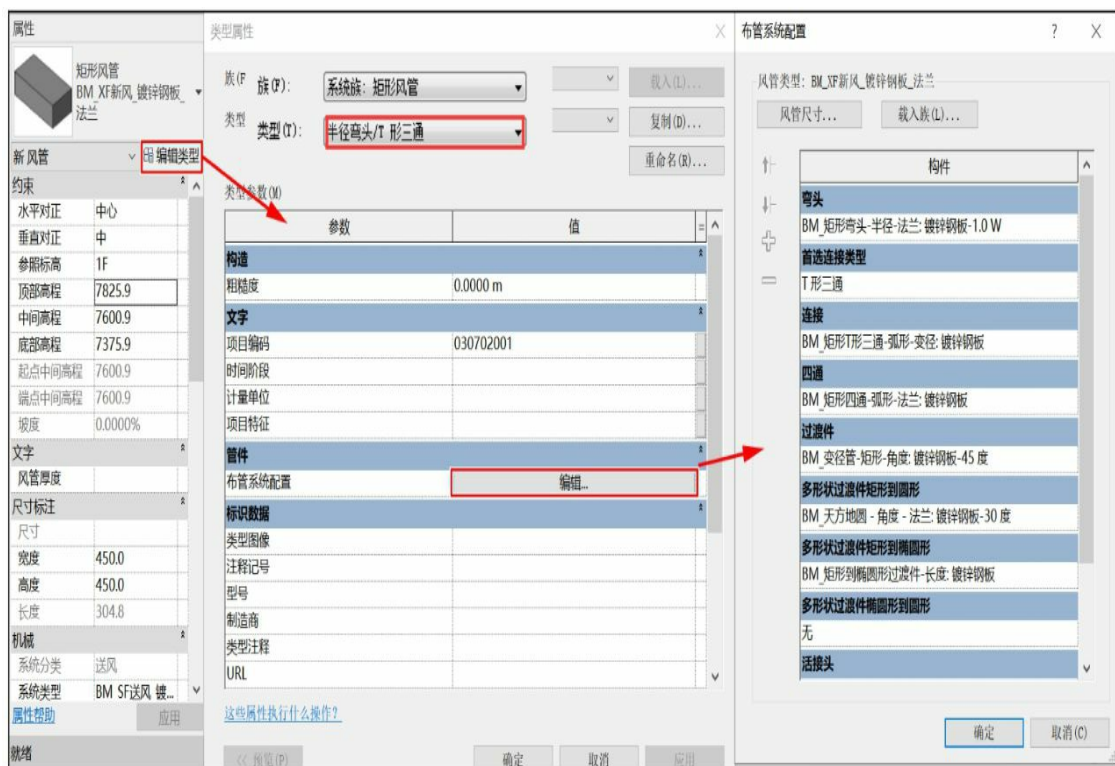 属性
矩形风管
BM_XF新风_镀锌钢板_
法兰
新 风管
编辑类型
约束
水平对正 中心
垂直对正 中
参照标高 1F
顶部高程 7825.9
中间高程 7600.9
底部高程 7375.9
起点中间高程 7600.9
端点中间高程 7600.9
坡度 0.0000%
文字
风管厚度
尺寸标注
尺寸
宽度 450.0
高度 450.0
长度 304.8
机械
系统分类 送风
系统类型 BM SF送风 镀...
属性帮助 应用
就绪
类型属性
族(F 族(F): 系统族: 矩形风管 载入(L)...
类型 类型(T): 半径弯头/T 形三通 复制(D)...
重命名(R)...
类型参数(M)
参数 值 =
构造
粗糙度 0.0000 m
文字
项目编码 030702001
时间阶段
计量单位
项目特征
管件
布管系统配置 编辑...
标识数据
类型图像
注释记号
型号
制造商
类型注释
URL
这些属性执行什么操作?
<< 预览(P) 确定 取消 应用
布管系统配置 ?
风管类型: BM_XF新风_镀锌钢板_法兰
风管尺寸... 载入族(L)...
构件
弯头
BM_矩形弯头-半径-法兰: 镀锌钢板-1.0 W
首选连接类型
T 形三通
连接
BM_矩形T形三通-弧形-变径: 镀锌钢板
四通
BM_矩形四通-弧形-法兰: 镀锌钢板
过渡件
BM_变径管-矩形-角度: 镀锌钢板-45 度
多形状过渡件矩形到圆形
BM_天方地圆 - 角度 - 法兰: 镀锌钢板-30 度
多形状过渡件矩形到椭圆形
BM_矩形到椭圆形过渡件-长度: 镀锌钢板
多形状过渡件椭圆形到圆形
无
活接头
确定 取消(C)